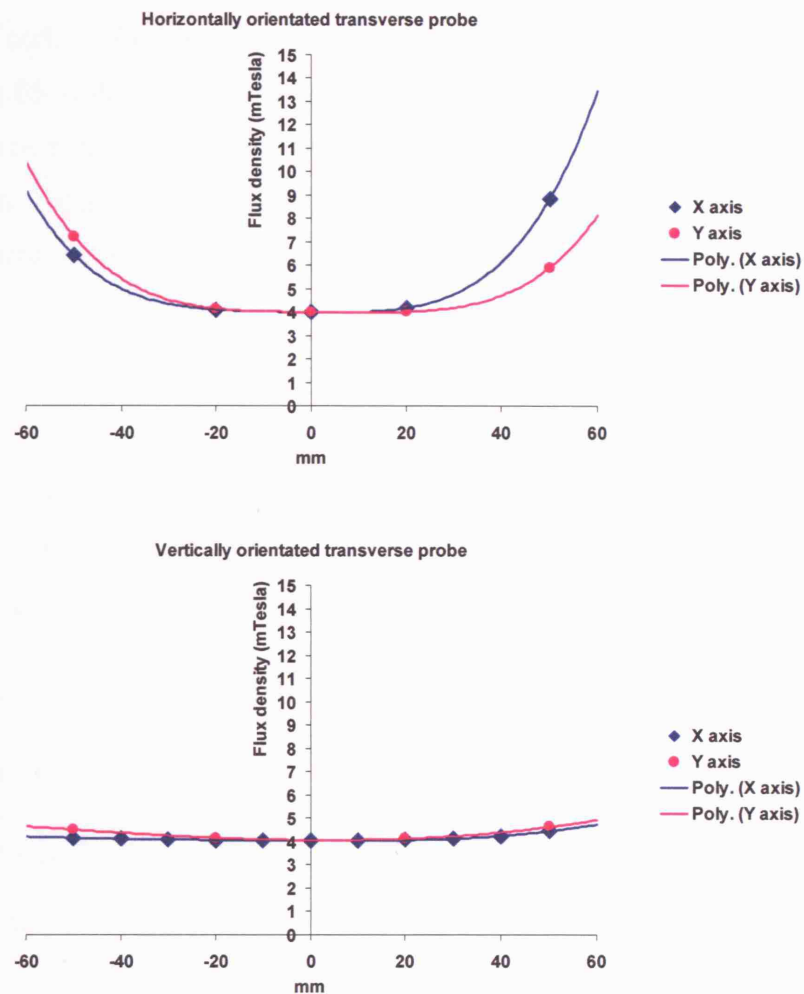 Horizontally orientated transverse probe
Flux density (mTesla)
15
14
13
12
11
10
9
8
7
6
5
4
3
2
1
0
-60 -40 -20 0 20 40 60
mm
X axis
Y axis
Poly. (X axis)
Poly. (Y axis)
Vertically orientated transverse probe
Flux density (mTesla)
15
14
13
12
11
10
9
8
7
6
5
4
3
2
1
0
-60 -40 -20 0 20 40 60
mm
X axis
Y axis
Poly. (X axis)
Poly. (Y axis)